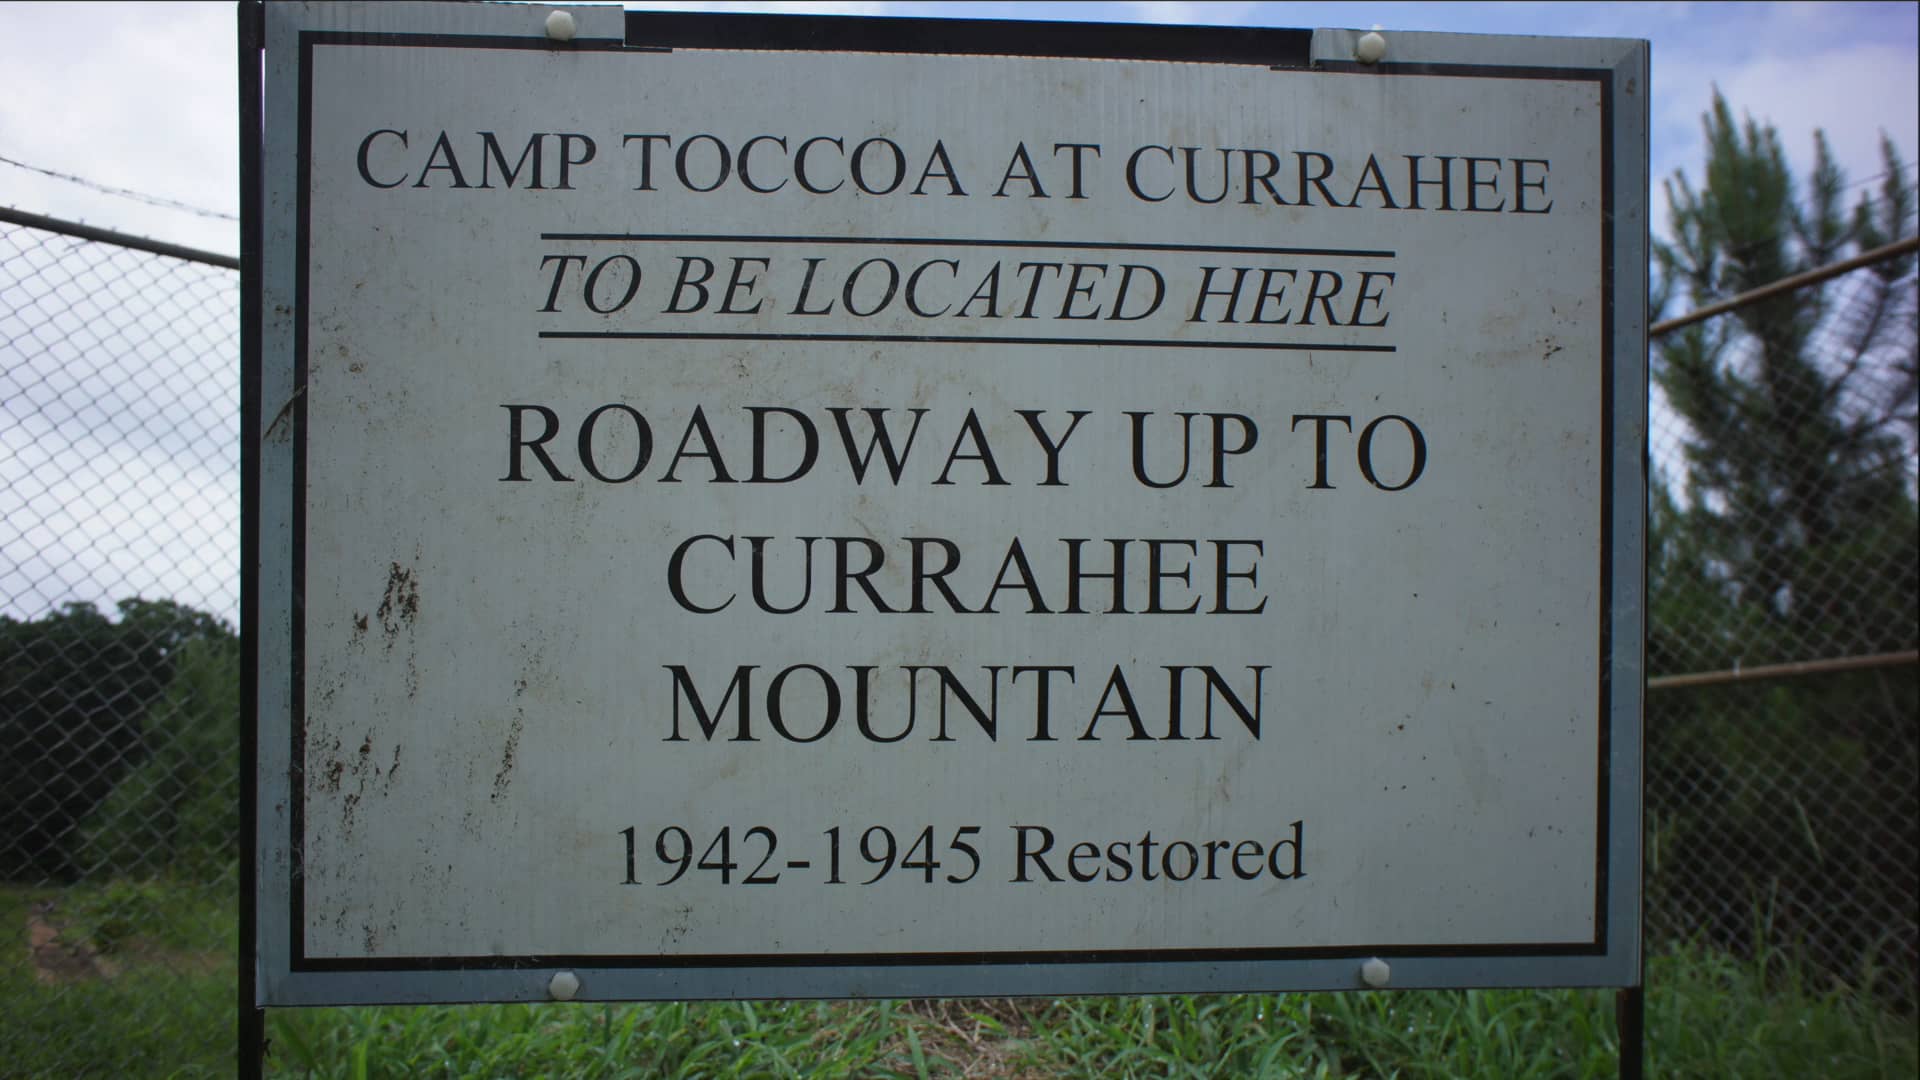 CAMP TOCCOA AT CURRAHEE
TO BE LOCATED HERE
ROADWAY UP TO
CURRAHEE
MOUNTAIN
1942-1945 Restored